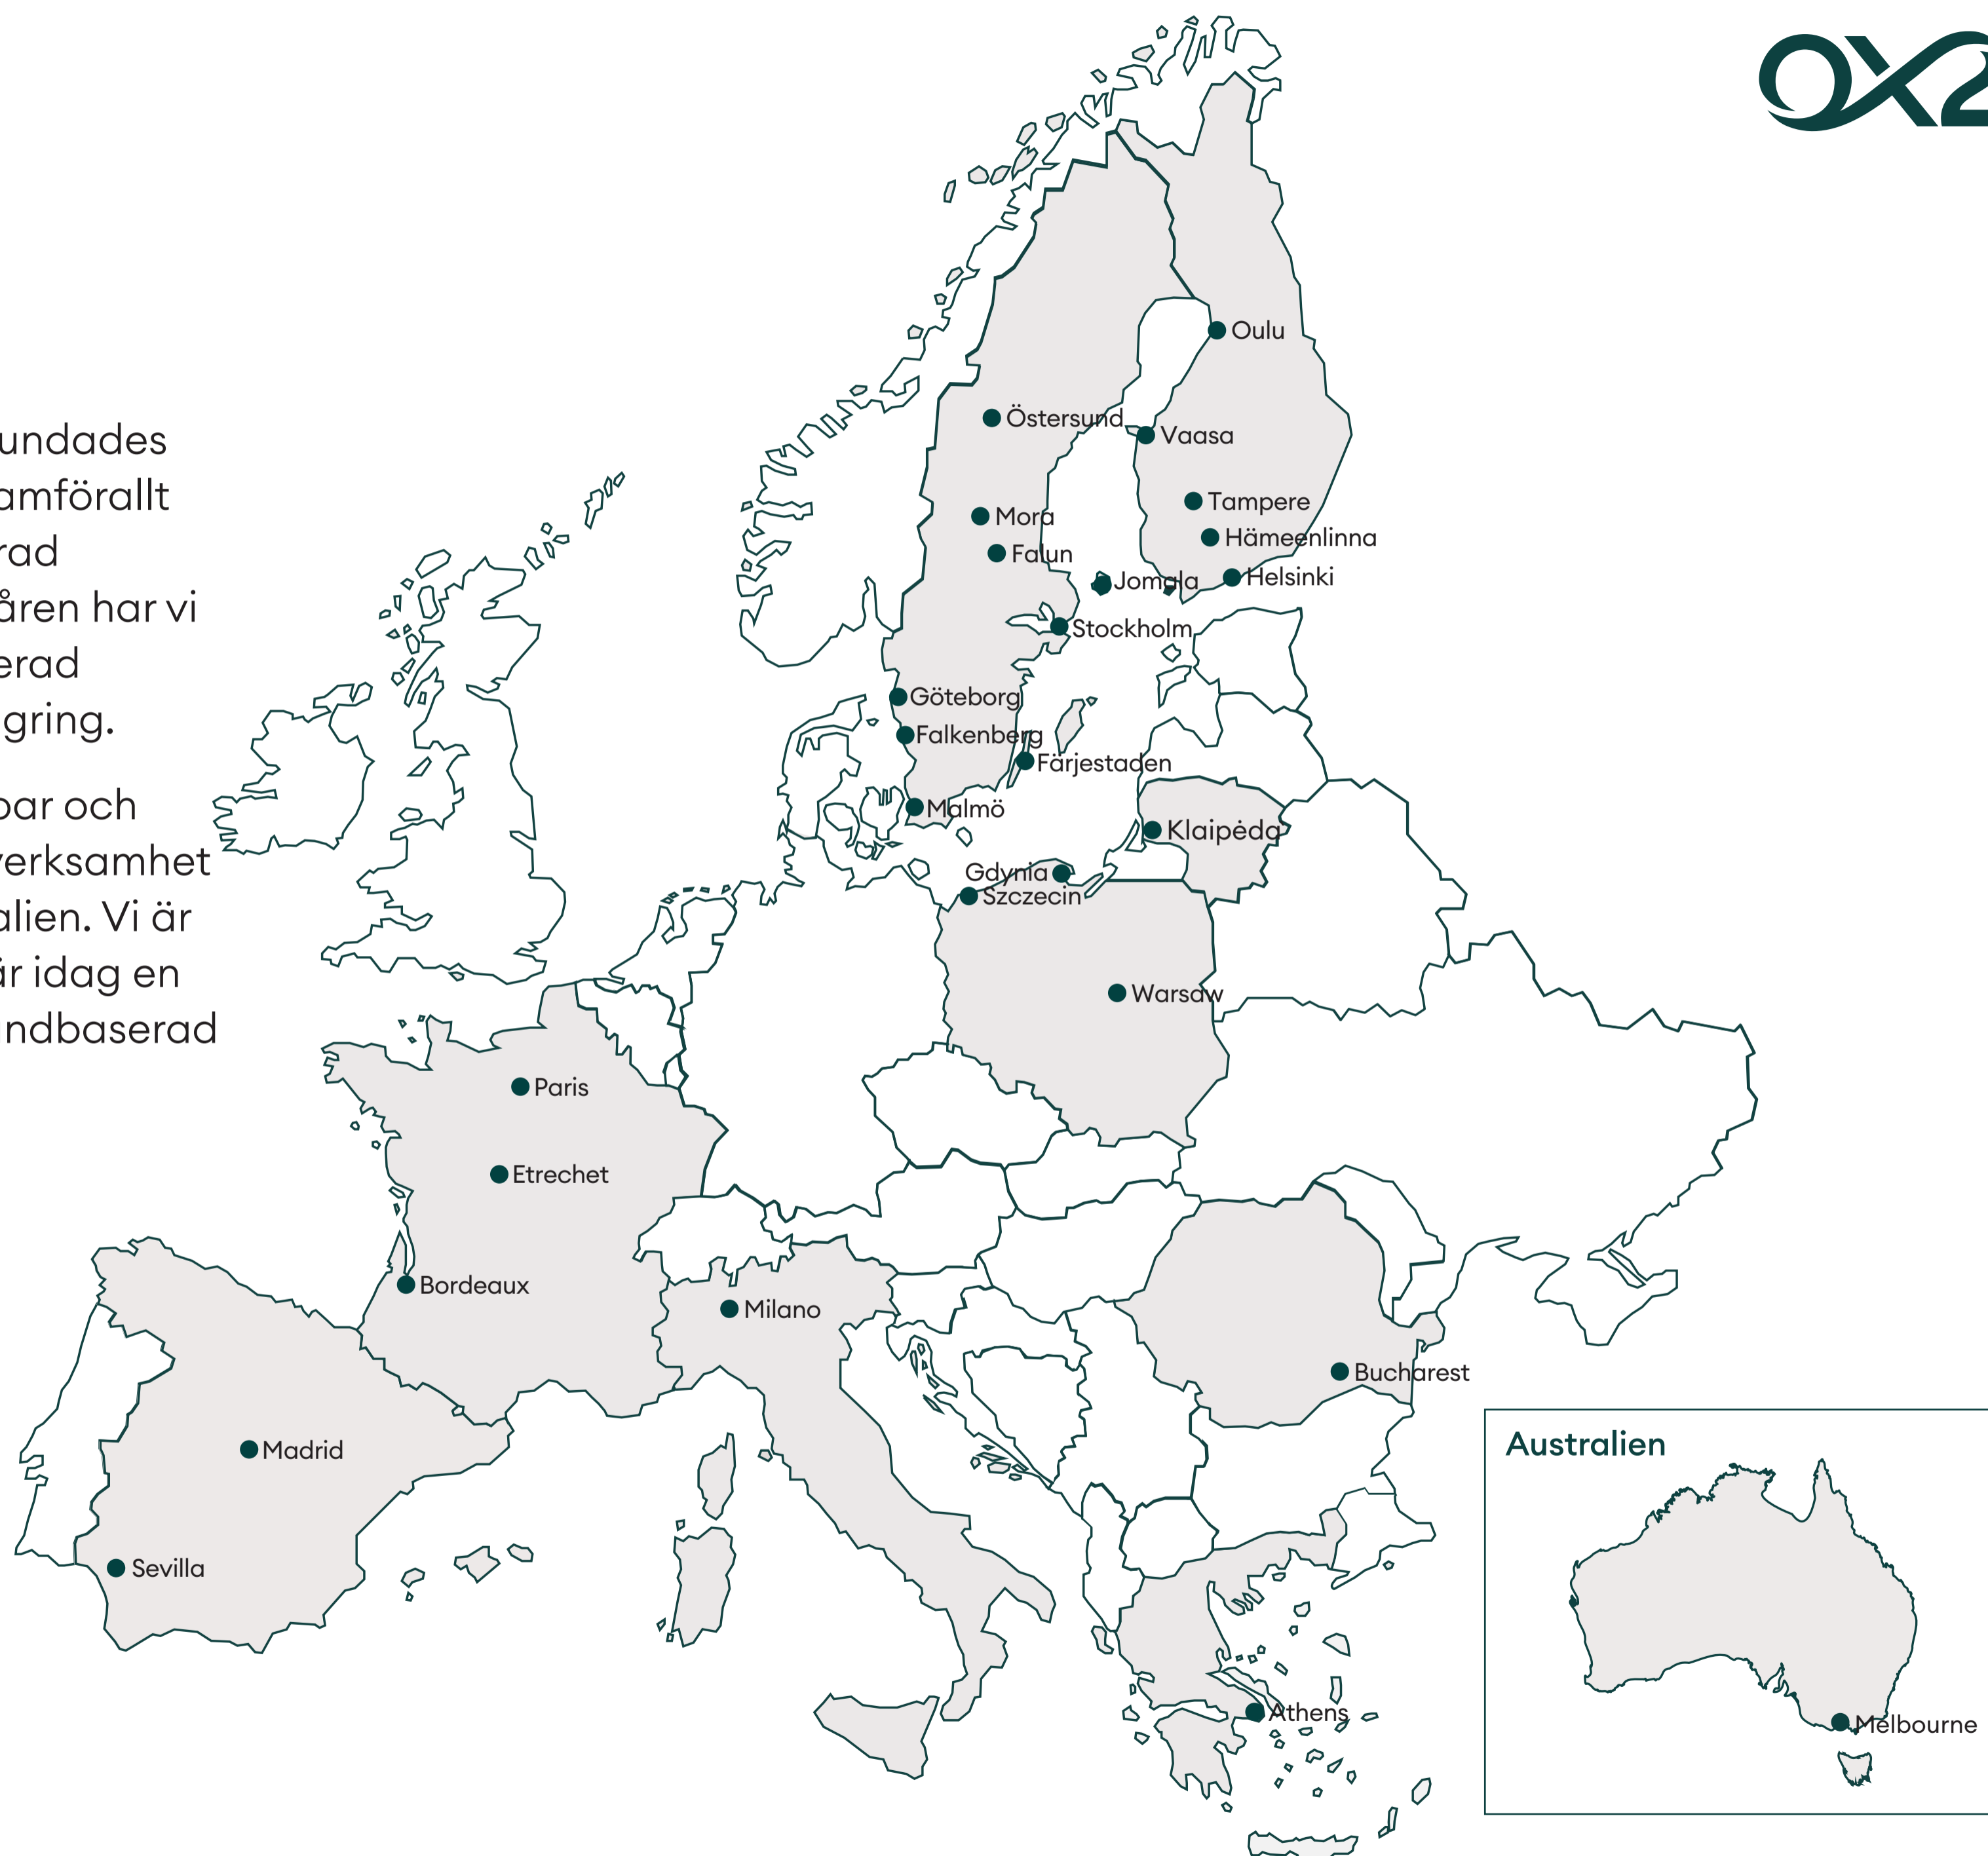 OX2
undades
amförallt
rad
åren har vi
erad
gring.
bar och
verksamhet
alien. Vi är
är idag en
ndbaserad
Oulu
Östersund
Vaasa
Tampere
Mora
Hämeenlinna
Falun
Jomala
Helsinki
Stockholm
Göteborg
Falkenberg
Färjestaden
Malmö
Klaipėda
Gdynia
Szczecin
Warsaw
Paris
Etrechet
Bordeaux
Milano
Bucharest
Madrid
Sevilla
Athens
Australien
Melbourne